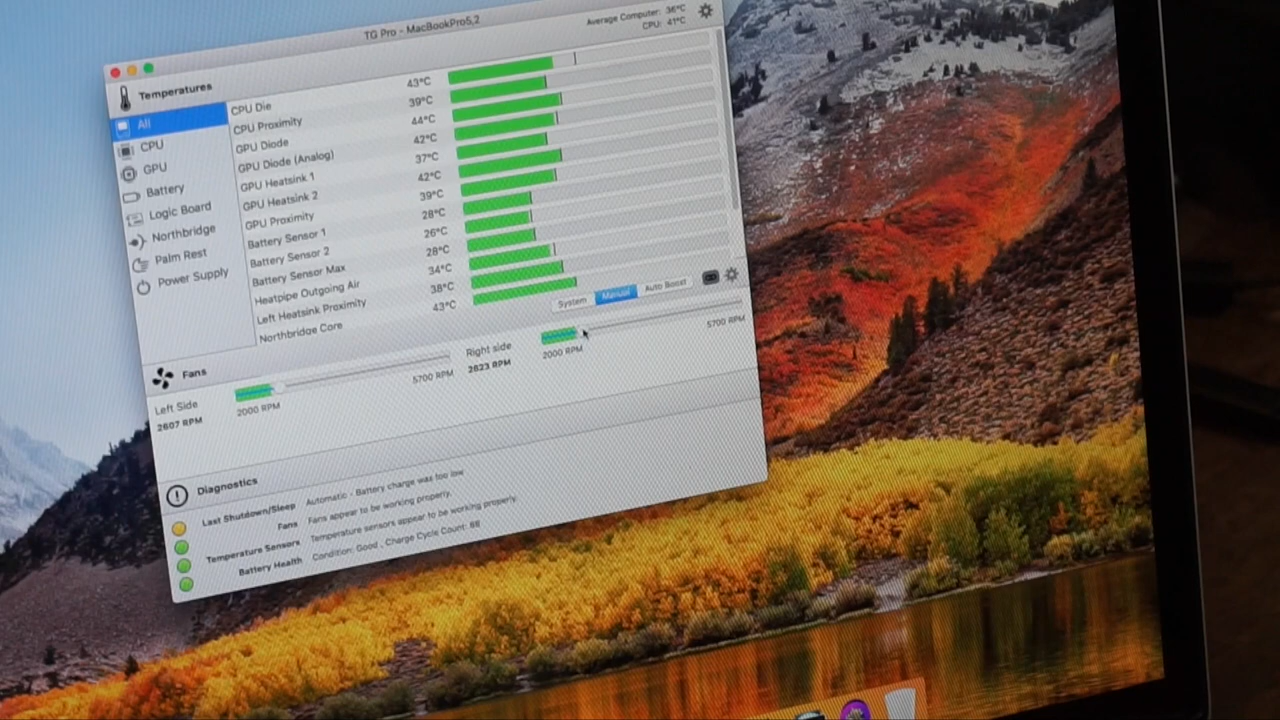 TG Pro - MacBookPro5,2
Average Computer: 36°C
CPU: 41°C
Temperatures
All
CPU
GPU
Battery
Logic Board
Northbridge
Palm Rest
Power Supply
CPU Die 43°C
CPU Proximity 39°C
GPU Diode 44°C
GPU Diode (Analog) 42°C
GPU Heatsink 1 37°C
GPU Heatsink 2 42°C
GPU Proximity 39°C
Battery Sensor 1 28°C
Battery Sensor 2 26°C
Battery Sensor Max 28°C
Heatpipe Outgoing Air 34°C
Left Heatsink Proximity 38°C
Northbridge Core 43°C
System Manual Auto Boost
Fans
Left Side
2607 RPM
2000 RPM
5700 RPM
Right side
2823 RPM
2000 RPM
5700 RPM
Diagnostics
Last Shutdown/Sleep Automatic - Battery charge was too low
Fans Fans appear to be working properly.
Temperature Sensors Temperature sensors appear to be working properly.
Battery Health Condition: Good , Charge Cycle Count: 88